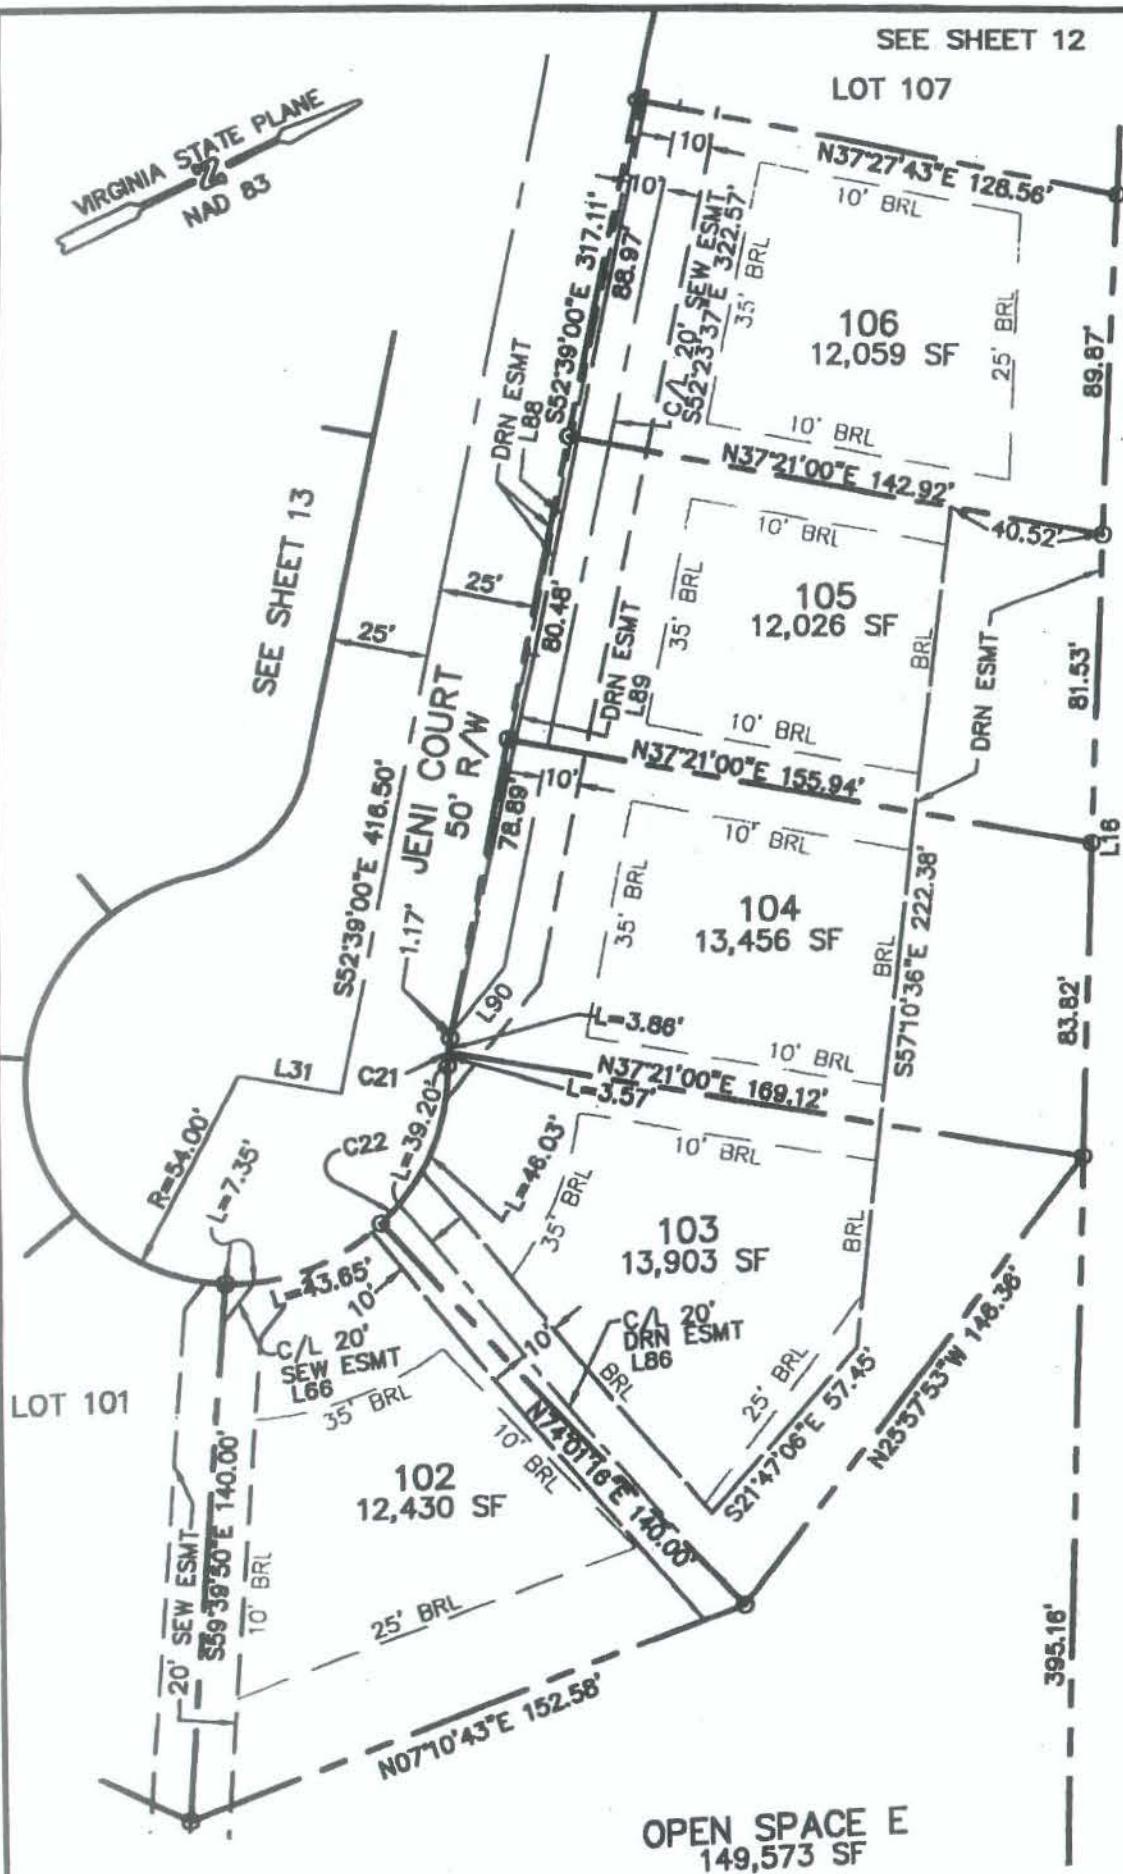 SEE SHEET 12
LOT 107
VIRGINIA STATE PLANE
NAD 83
N37°27'43"E 128.56'
10
10'
10' BRL
S52°39'00"E 317.11'
88.97'
C/L 20' SEW ESMT
S52°23'37"E 322.57'
35' BRL
106
12,059 SF
25' BRL
89.87'
10' BRL
DRN ESMT
L88
N37°21'00"E 142.92'
40.52'
SEE SHEET 13
25'
25'
80.48'
10' BRL
105
12,026 SF
35' BRL
BRL
DRN ESMT
81.53'
DRN ESMT
L89
10' BRL
JENI COURT
50' R/W
N37°21'00"E 155.94'
L18
S52°39'00"E 416.50'
78.89'
10'
10' BRL
35' BRL
104
13,456 SF
BRL
S57°10'36"E 222.38'
83.82'
1.17'
L90
L=3.86'
10' BRL
L31
C21
N37°21'00"E 169.12'
L=3.57'
R=54.00'
L=7.35'
C22
L=39.20'
L=46.03'
10' BRL
35' BRL
103
13,903 SF
BRL
L=43.65'
10'
C/L 20'
SEW ESMT
L66
10'
C/L 20'
DRN ESMT
L86
BRL
25' BRL
S21°47'06"E 57.45'
N25°57'53"W 146.36'
LOT 101
35' BRL
10' BRL
N74°01'16"E 140.00'
102
12,430 SF
20' SEW ESMT
S59°39'50"E 140.00'
10' BRL
25' BRL
395.16'
N07°10'43"E 152.58'
OPEN SPACE E
149,573 SF